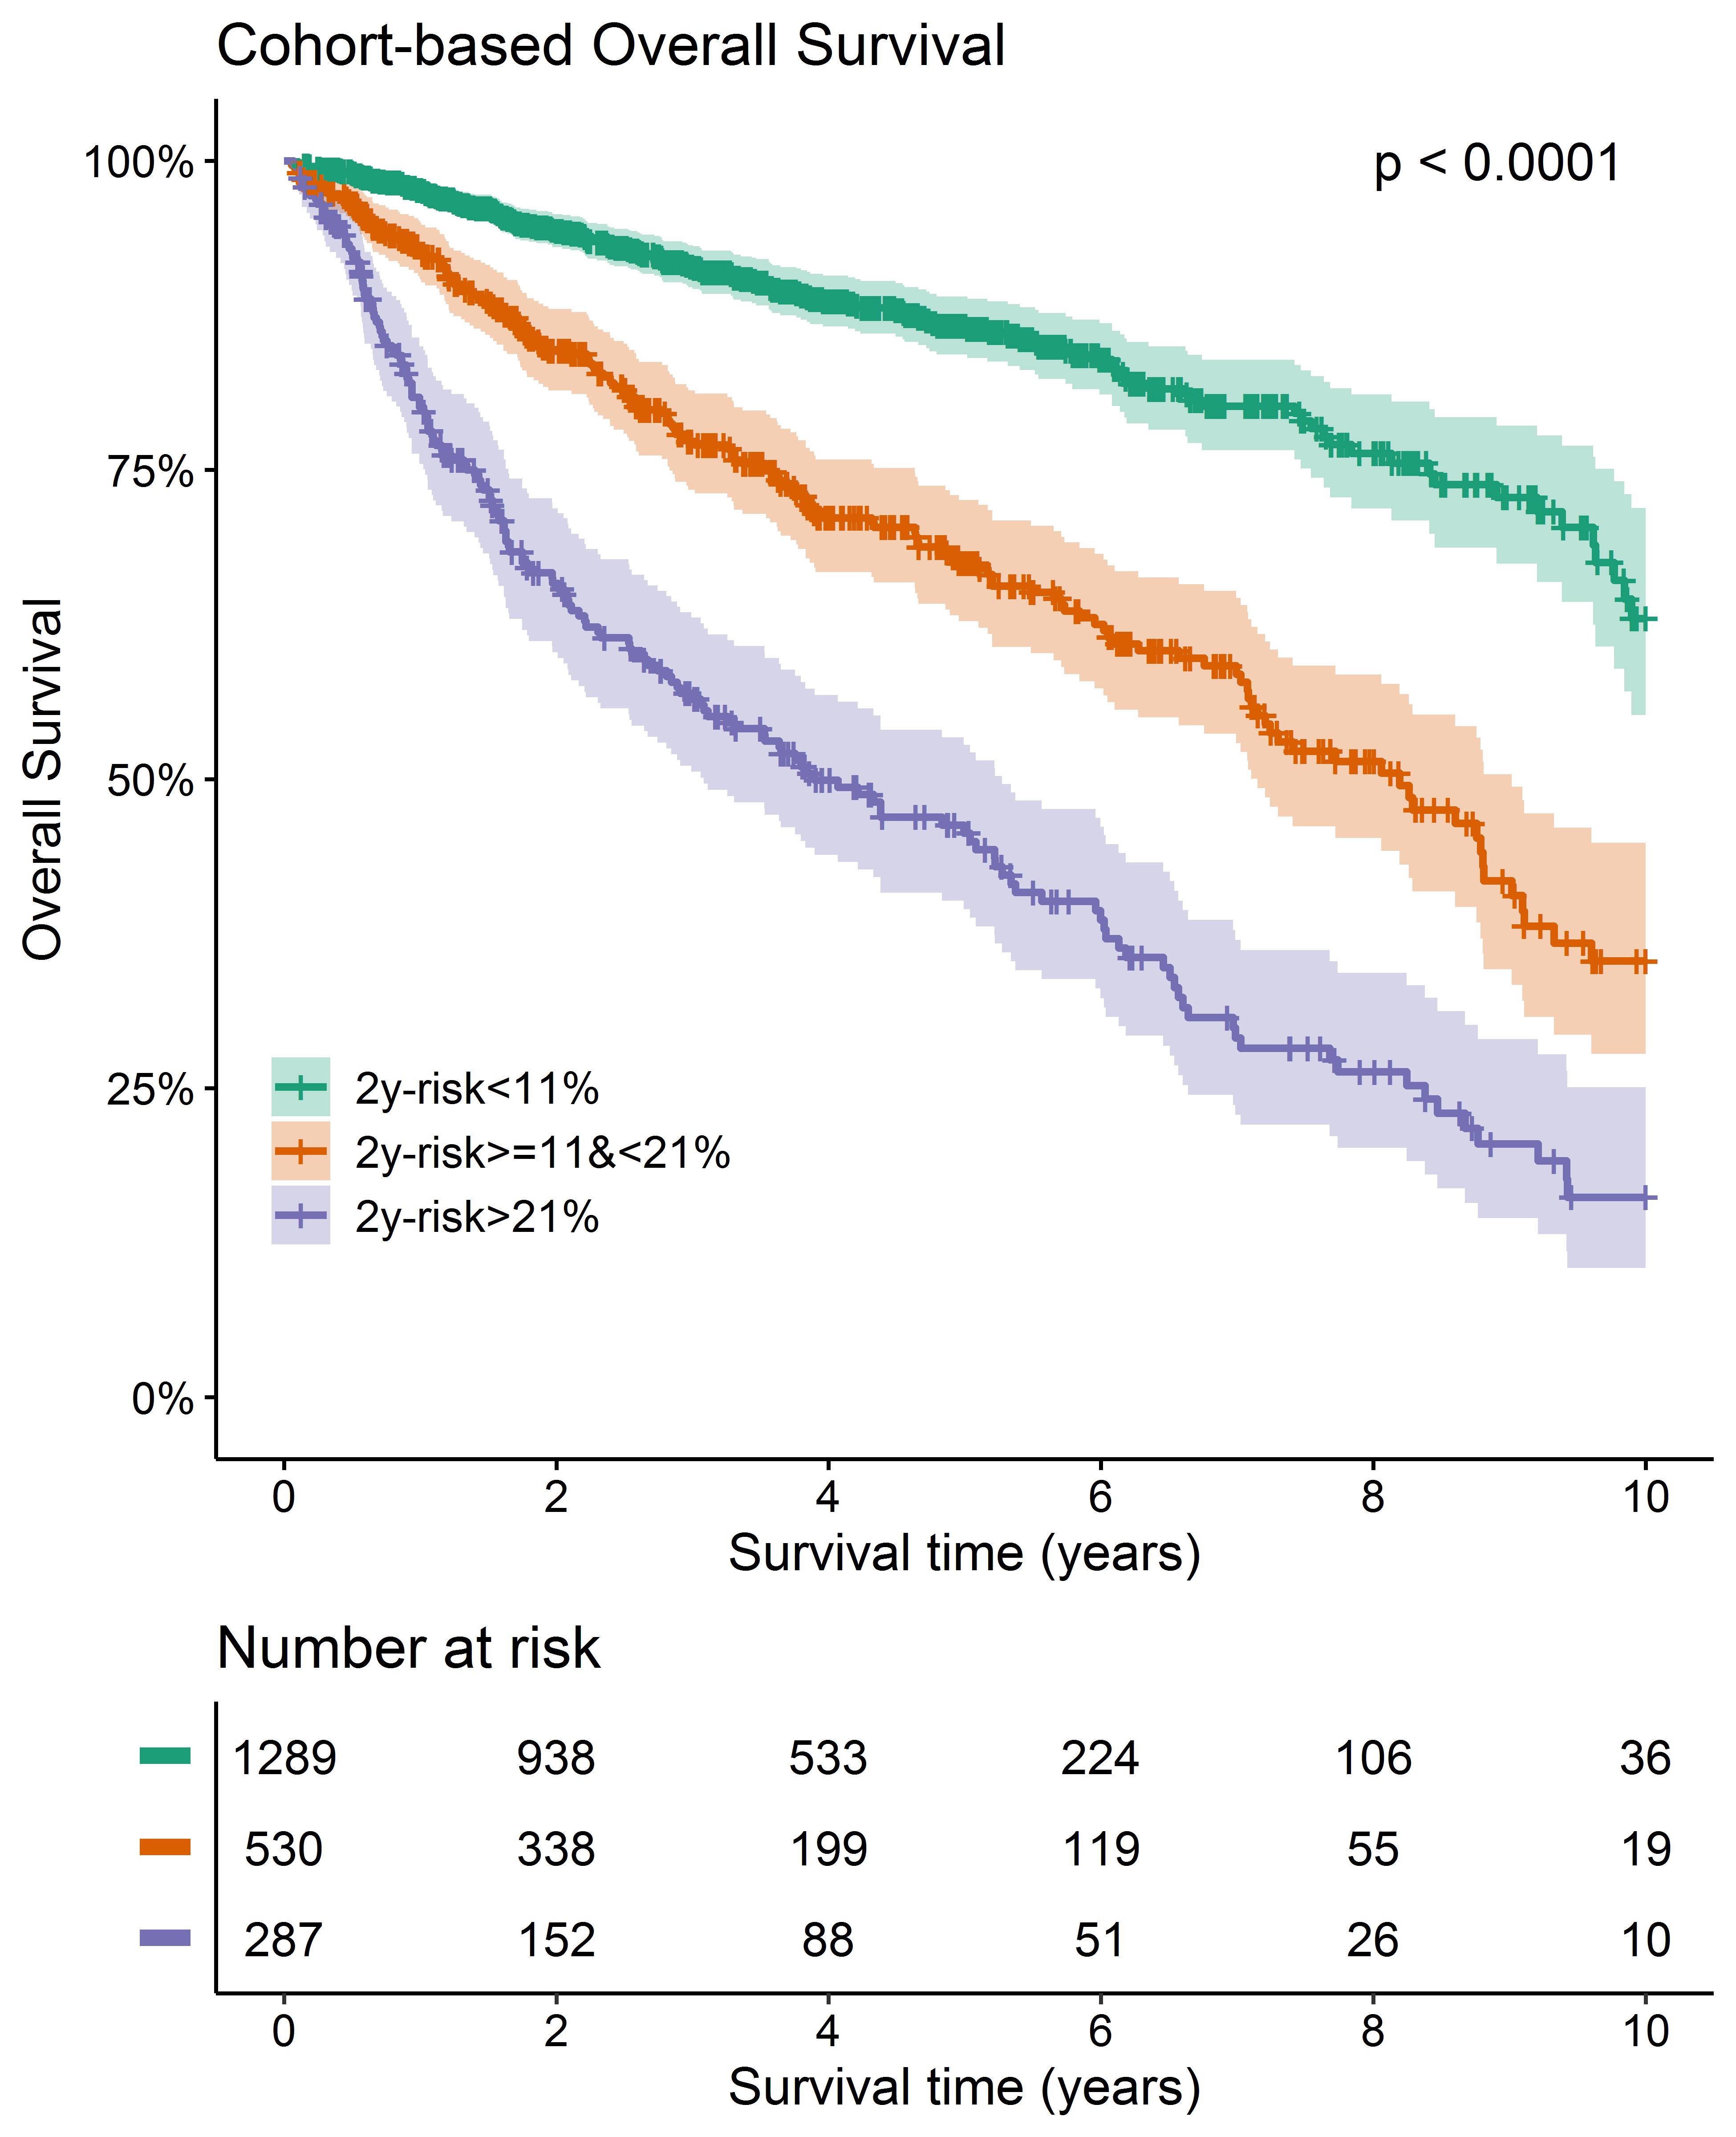 Cohort-based Overall Survival
p < 0.0001
100%
75%
50%
25%
0%
Overall Survival
2y-risk<11%
2y-risk>=11&<21%
2y-risk>21%
0 2 4 6 8 10
Survival time (years)
Number at risk
1289 938 533 224 106 36
530 338 199 119 55 19
287 152 88 51 26 10
0 2 4 6 8 10
Survival time (years)